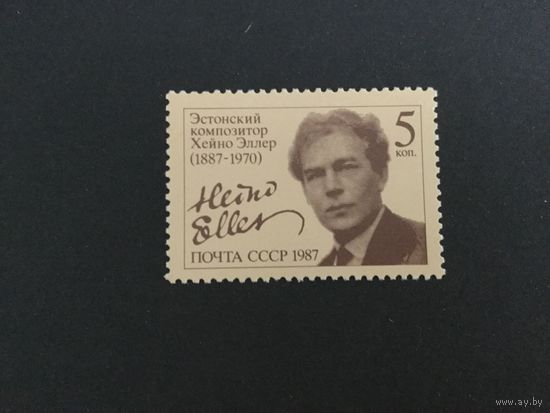 Эстонский
композитор
Хейно Эллер
(1887-1970)
5
коп.
Heino
Eller
ПОЧТА СССР 1987
www.ay.by